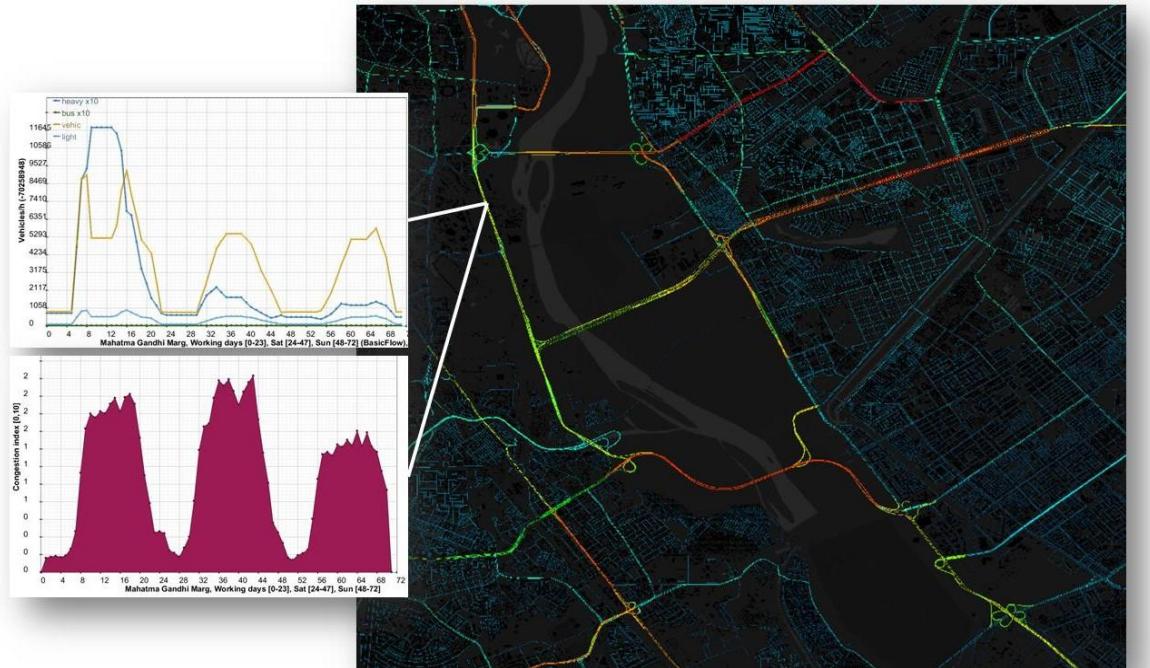 heavy x10
bus x10
vehic
light
Vehicles/h (-70258948)
11645
10586
9527
8469
7410
6351
5293
4234
3175
2117
1058
0
0 4 8 12 16 20 24 28 32 36 40 44 48 52 56 60 64 68
Mahatma Gandhi Marg, Working days [0-23], Sat [24-47], Sun [48-72] (BasicFlow),
Congestion index [0,10]
2
2
2
2
1
1
1
1
0
0
0
0
0 4 8 12 16 20 24 28 32 36 40 44 48 52 56 60 64 68 72
Mahatma Gandhi Marg, Working days [0-23], Sat [24-47], Sun [48-72]